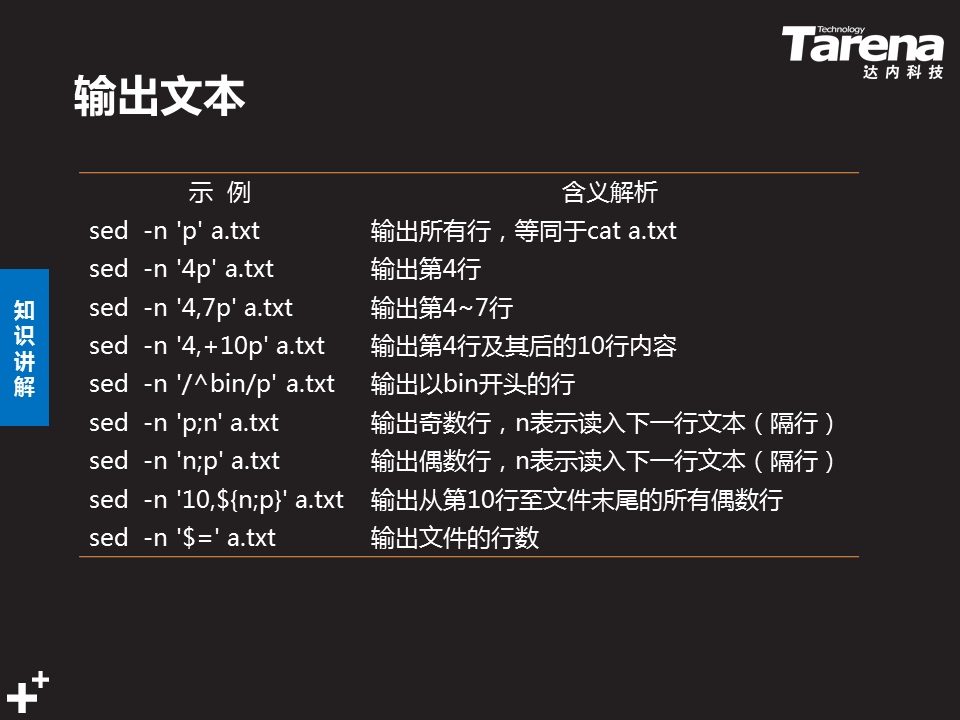 Technology
Tarena
达内科技
输出文本
示 例 含义解析
sed -n 'p' a.txt 输出所有行，等同于cat a.txt
sed -n '4p' a.txt 输出第4行
sed -n '4,7p' a.txt 输出第4~7行
sed -n '4,+10p' a.txt 输出第4行及其后的10行内容
sed -n '/^bin/p' a.txt 输出以bin开头的行
sed -n 'p;n' a.txt 输出奇数行，n表示读入下一行文本（隔行）
sed -n 'n;p' a.txt 输出偶数行，n表示读入下一行文本（隔行）
sed -n '10,${n;p}' a.txt 输出从第10行至文件末尾的所有偶数行
sed -n '$=' a.txt 输出文件的行数
知识讲解